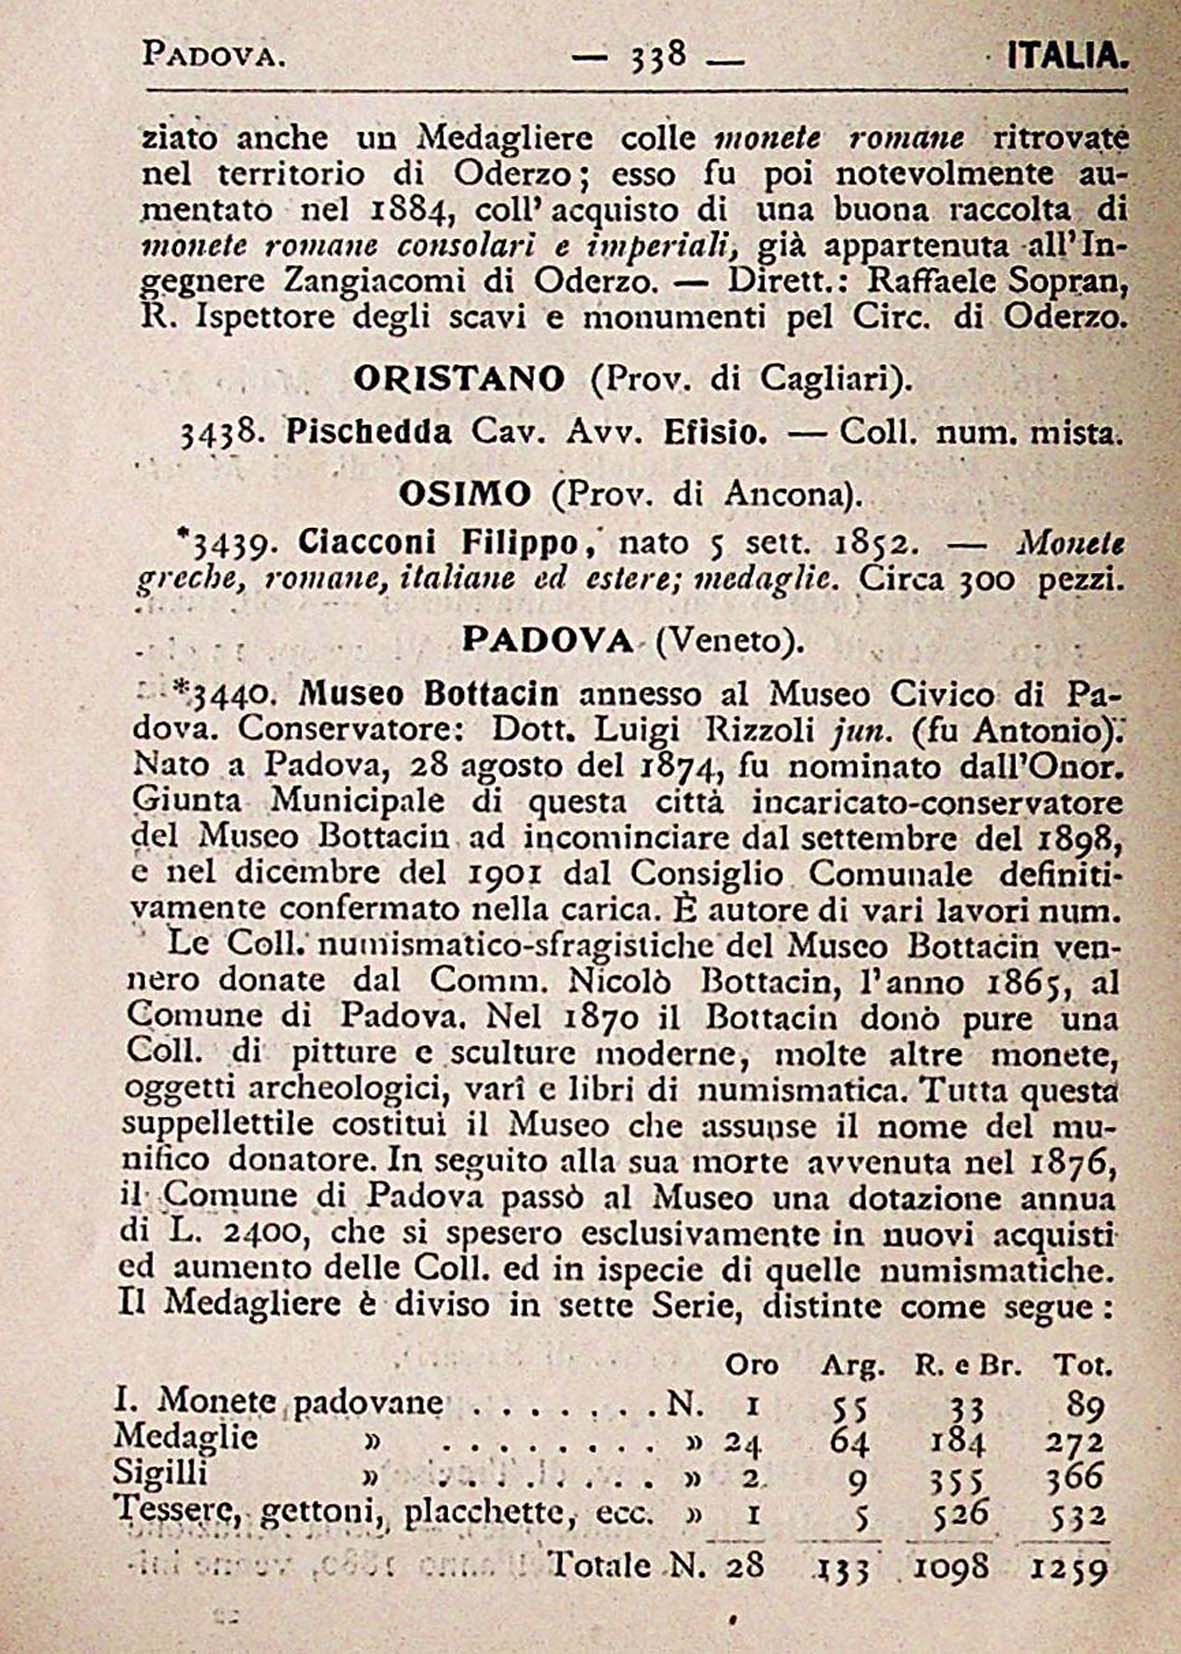 PADOVA. — 338 — ITALIA.
ziato anche un Medagliere colle monete romane ritrovate
nel territorio di Oderzo; esso fu poi notevolmente au-
mentato nel 1884, coll' acquisto di una buona raccolta di
monete romane consolari e imperiali, già appartenuta all'In-
gegnere Zangiacomi di Oderzo. — Dirett.: Raffaele Sopran,
R. Ispettore degli scavi e monumenti pel Circ. di Oderzo.
ORISTANO (Prov. di Cagliari).
3438. Pischedda Cav. Avv. Efisio. — Coll. num. mista.
OSIMO (Prov. di Ancona).
*3439. Ciacconi Filippo, nato 5 sett. 1852. — Monete
greche, romane, italiane ed estere; medaglie. Circa 300 pezzi.
PADOVA (Veneto).
*3440. Museo Bottacin annesso al Museo Civico di Pa-
dova. Conservatore: Dott. Luigi Rizzoli jun. (fu Antonio).
Nato a Padova, 28 agosto del 1874, fu nominato dall'Onor.
Giunta Municipale di questa città incaricato-conservatore
del Museo Bottacin ad incominciare dal settembre del 1898,
e nel dicembre del 1901 dal Consiglio Comunale definiti-
vamente confermato nella carica. È autore di vari lavori num.
Le Coll. numismatico-sfragistiche del Museo Bottacin ven-
nero donate dal Comm. Nicolò Bottacin, l'anno 1865, al
Comune di Padova. Nel 1870 il Bottacin donò pure una
Coll. di pitture e sculture moderne, molte altre monete,
oggetti archeologici, varî e libri di numismatica. Tutta questa
suppellettile costituì il Museo che assunse il nome del mu-
nifico donatore. In seguito alla sua morte avvenuta nel 1876,
il Comune di Padova passò al Museo una dotazione annua
di L. 2400, che si spesero esclusivamente in nuovi acquisti
ed aumento delle Coll. ed in ispecie di quelle numismatiche.
Il Medagliere è diviso in sette Serie, distinte come segue:
Oro Arg. R. e Br. Tot.
I. Monete padovane . . . . . . . N. 1 55 33 89
Medaglie » . . . . . . . . » 24 64 184 272
Sigilli » . . . . . . . . » 2 9 355 366
Tessere, gettoni, placchette, ecc. » 1 5 526 532
Totale N. 28 133 1098 1259